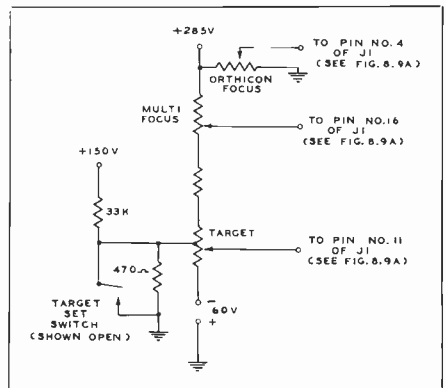 +285V
TO PIN NO. 4
OF J1
(SEE FIG. 8.9A)
ORTHICON
FOCUS
MULTI
FOCUS
TO PIN NO. 16
OF J1
(SEE FIG. 8.9A)
+150V
33K
TARGET
TO PIN NO. 11
OF J1
(SEE FIG. 8.9A)
470Ω
-
60V
+
TARGET
SET
SWITCH
(SHOWN OPEN)